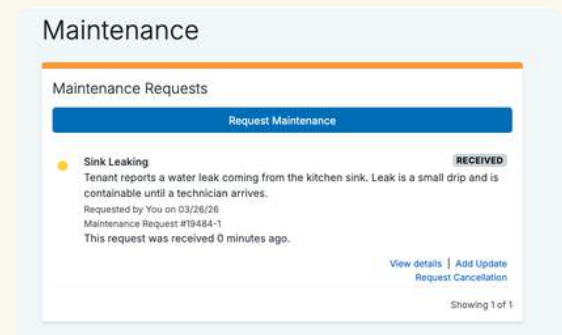 Maintenance
Maintenance Requests
Request Maintenance
Sink Leaking RECEIVED
Tenant reports a water leak coming from the kitchen sink. Leak is a small drip and is
containable until a technician arrives.
Requested by You on 03/26/26
Maintenance Request #19484-1
This request was received 0 minutes ago.
View details | Add Update
Request Cancellation
Showing 1 of 1